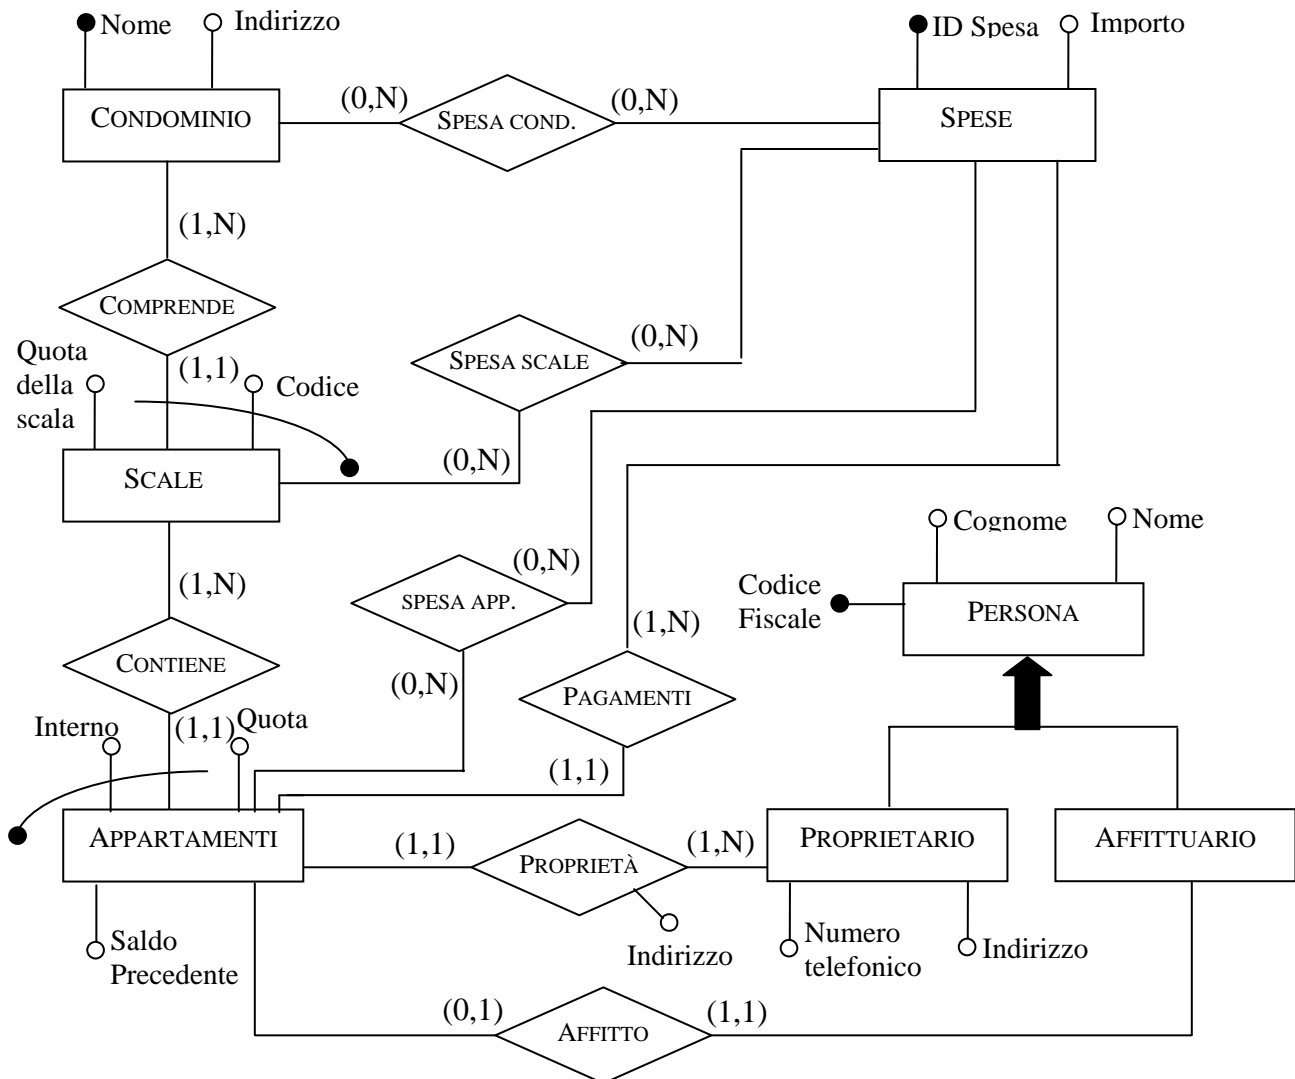 Nome
Indirizzo
ID Spesa
Importo
CONDOMINIO
(0,N)
SPESA COND.
(0,N)
SPESE
(1,N)
COMPRENDE
(1,1)
Quota
della
scala
Codice
SPESA SCALE
(0,N)
(0,N)
SCALE
(1,N)
CONTIENE
(1,1)
SPESA APP.
(0,N)
(0,N)
(1,N)
PAGAMENTI
(1,1)
Cognome
Nome
Codice
Fiscale
PERSONA
Interno
Quota
APPARTAMENTI
(1,1)
PROPRIETÀ
(1,N)
PROPRIETARIO
AFFITTUARIO
Saldo
Precedente
Indirizzo
Numero
telefonico
Indirizzo
(0,1)
AFFITTO
(1,1)